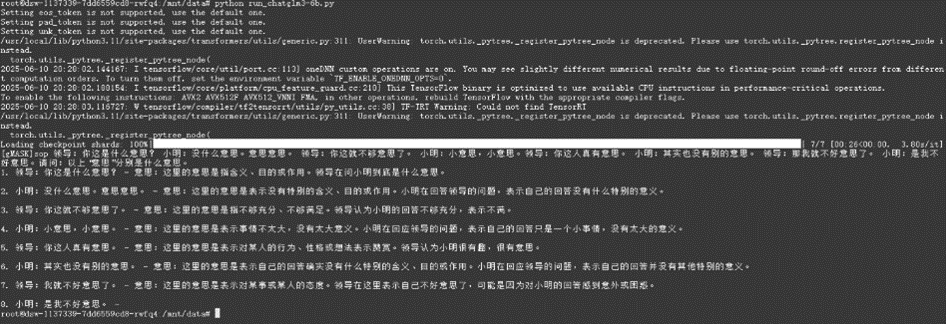 root@dsw-1137339-7dd6559cd8-rwfq4:/mnt/data# python run_chatglm3-6b.py
Setting eos_token is not supported, use the default one.
Setting pad_token is not supported, use the default one.
Setting unk_token is not supported, use the default one.
/usr/local/lib/python3.11/site-packages/transformers/utils/generic.py:311: UserWarning: torch.utils._pytree._register_pytree_node is deprecated. Please use torch.utils._pytree.register_pytree_node i
nstead.
  torch.utils._pytree._register_pytree_node(
2025-06-10 20:28:02.144167: I tensorflow/core/util/port.cc:113] oneDNN custom operations are on. You may see slightly different numerical results due to floating-point round-off errors from differen
t computation orders. To turn them off, set the environment variable `TF_ENABLE_ONEDNN_OPTS=0`.
2025-06-10 20:28:02.180154: I tensorflow/core/platform/cpu_feature_guard.cc:210] This TensorFlow binary is optimized to use available CPU instructions in performance-critical operations.
To enable the following instructions: AVX2 AVX512F AVX512_VNNI FMA, in other operations, rebuild TensorFlow with the appropriate compiler flags.
2025-06-10 20:28:03.119377: W tensorflow/compiler/tf2tensorrt/utils/py_utils.cc:38] TF-TRT Warning: Could not find TensorRT
/usr/local/lib/python3.11/site-packages/transformers/utils/generic.py:311: UserWarning: torch.utils._pytree._register_pytree_node is deprecated. Please use torch.utils._pytree.register_pytree_node i
nstead.
  torch.utils._pytree._register_pytree_node(
Loading checkpoint shards: 100% 7/7 [00:26<00:00, 3.80s/it]
[gMASK]sop 领导：你这是什么意思？ 小明：没什么意思。意思意思。 领导：你这就不够意思了。 小明：小意思，小意思。领导：你这人真有意思。 小明：其实也没有别的意思。 领导：那我就不好意思了。 小明：是我不
好意思。请问：以上“意思”分别是什么意思。
1. 领导：你这是什么意思？ - 意思：这里的意思是指含义、目的或作用。领导在问小明到底是什么意思。
2. 小明：没什么意思。意思意思。 - 意思：这里的意思是表示没有特别的含义、目的或作用。小明在回答领导的问题，表示自己的回答没有什么特别的意义。
3. 领导：你这就不够意思了。 - 意思：这里的意思是指不够充分、不够满足。领导认为小明的回答不够充分，表示不满。
4. 小明：小意思，小意思。 - 意思：这里的意思是表示事情不太大，没有太大意义。小明在回应领导的问题，表示自己的回答只是一个小事情，没有太大的意义。
5. 领导：你这人真有意思。 - 意思：这里的意思是表示对某人的行为、性格或想法表示赞赏。领导认为小明很有趣，很有意思。
6. 小明：其实也没有别的意思。 - 意思：这里的意思是表示自己的回答确实没有什么特别的含义、目的或作用。小明在回应领导的问题，表示自己的回答并没有其他特别的意义。
7. 领导：我就不好意思了。 - 意思：这里的意思是表示对某事或某人的态度。领导在这里表示自己不好意思了，可能是因为对小明的回答感到意外或困惑。
8. 小明：是我不好意思。 -
root@dsw-1137339-7dd6559cd8-rwfq4:/mnt/data#